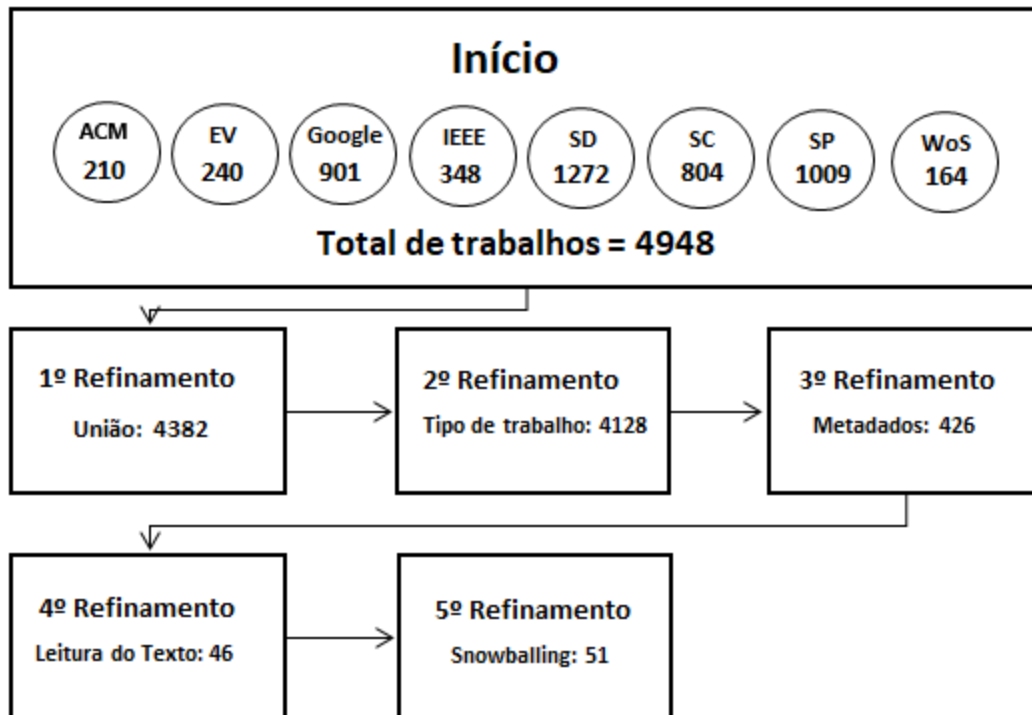 Início
ACM
210
EV
240
Google
901
IEEE
348
SD
1272
SC
804
SP
1009
WoS
164
Total de trabalhos = 4948
1º Refinamento
União: 4382
2º Refinamento
Tipo de trabalho: 4128
3º Refinamento
Metadados: 426
4º Refinamento
Leitura do Texto: 46
5º Refinamento
Snowballing: 51